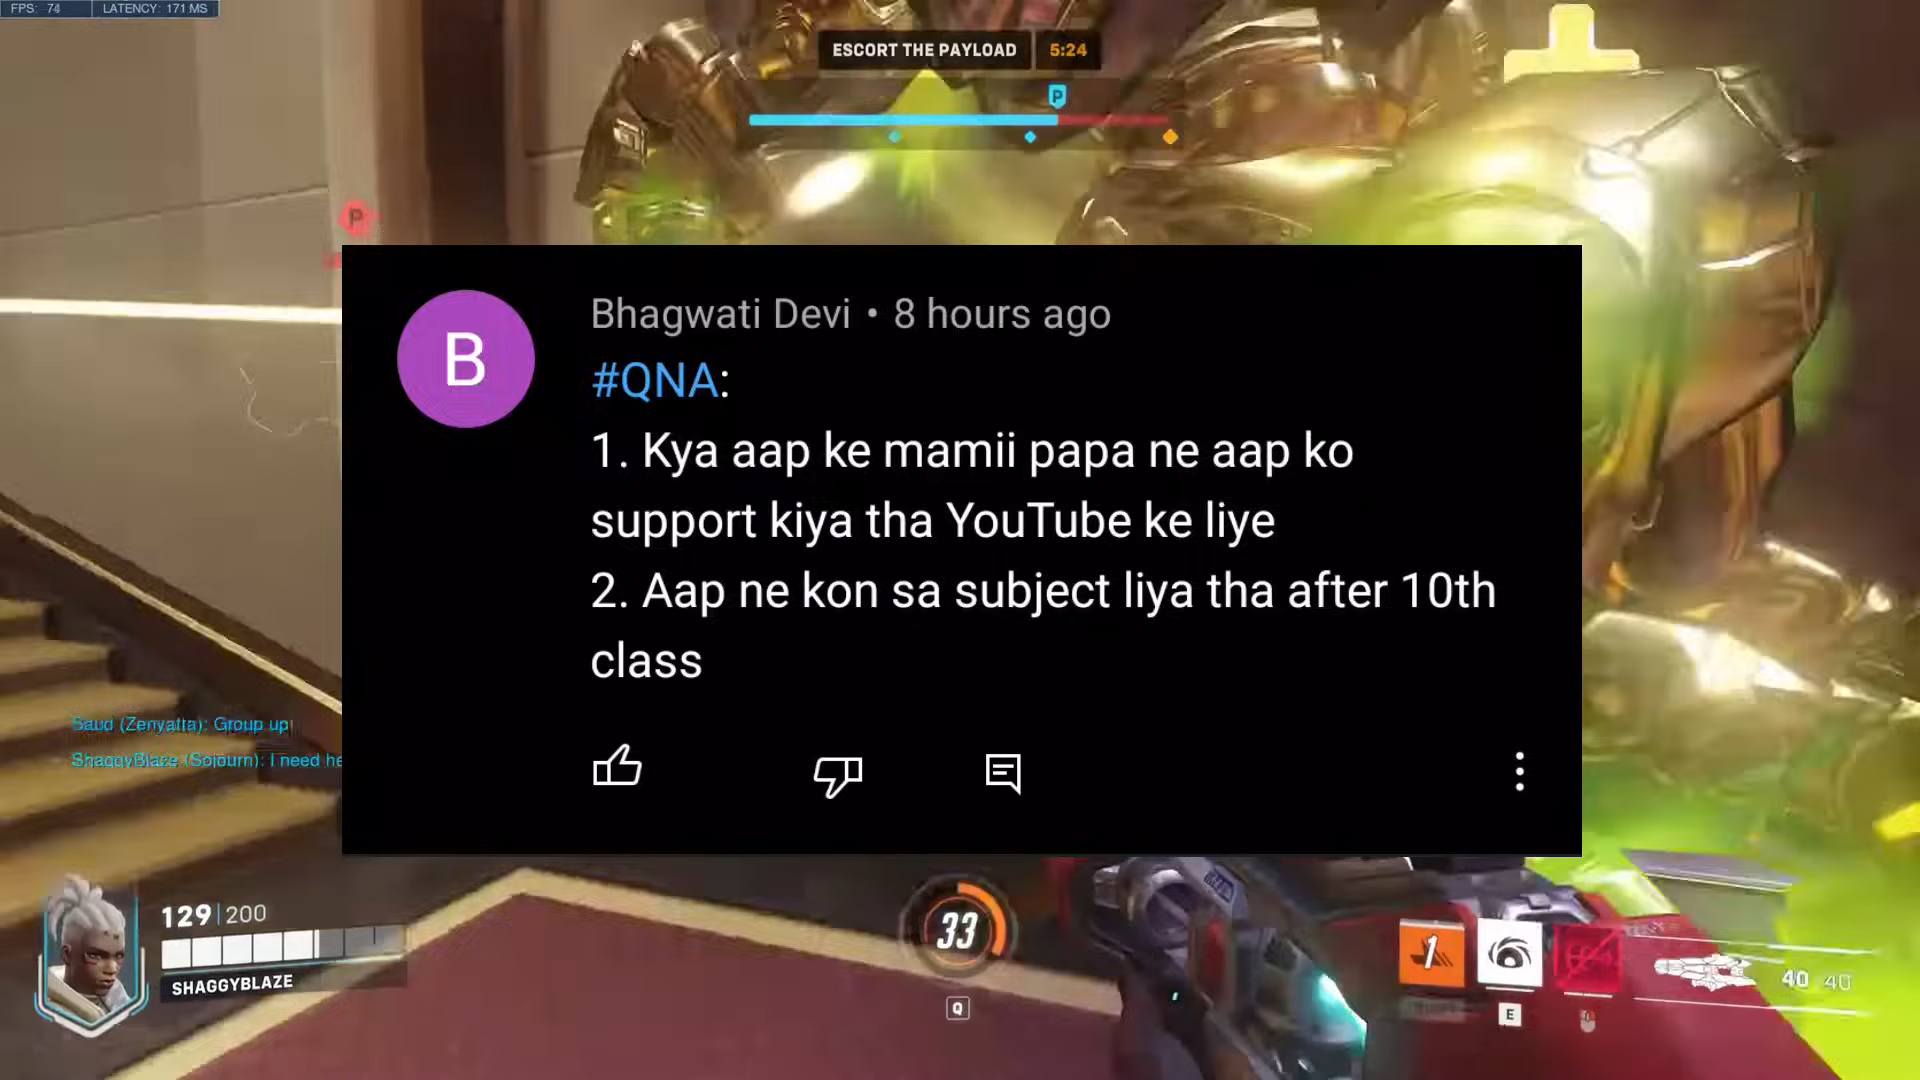 FPS: 74 LATENCY: 171 MS
ESCORT THE PAYLOAD 5:24
P
P
Bhagwati Devi • 8 hours ago
B
#QNA:
1. Kya aap ke mamii papa ne aap ko
support kiya tha YouTube ke liye
2. Aap ne kon sa subject liya tha after 10th
class
Saud (Zenyatta): Group up
ShaggyBlaze (Sojourn): I need he
129 | 200
SHAGGYBLAZE
33
Q
1
E
40 40